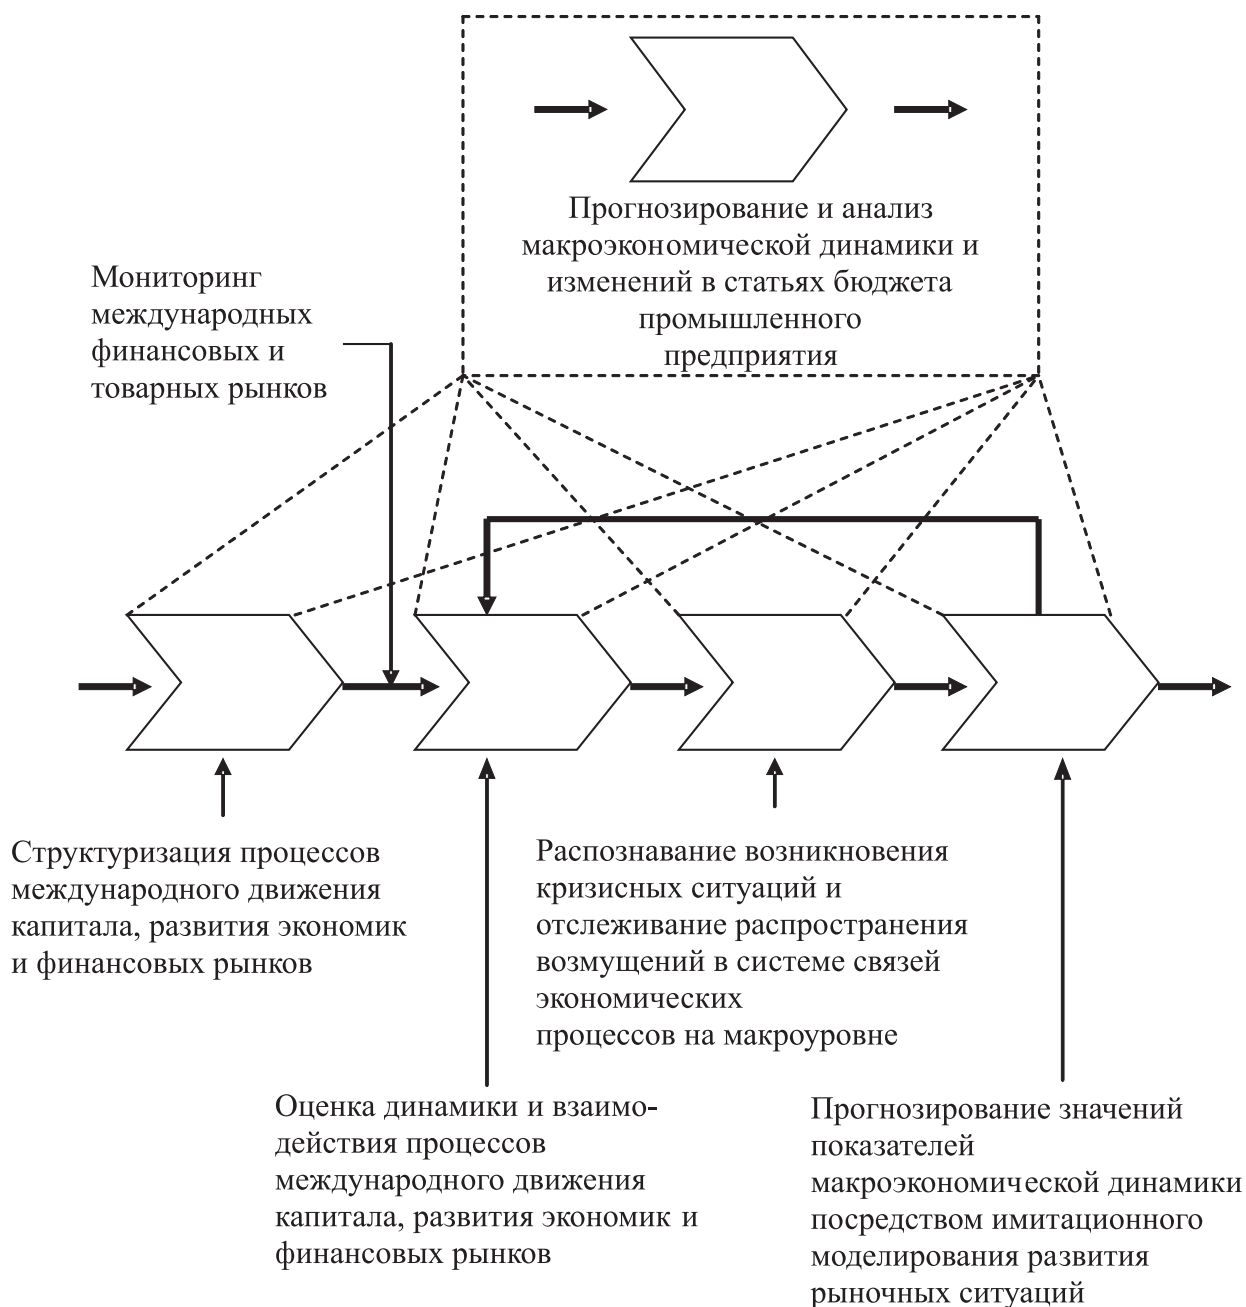 Прогнозирование и анализ
макроэкономической динамики и
изменений в статьях бюджета
промышленного
предприятия
Мониторинг
международных
финансовых и
товарных рынков
Структуризация процессов
международного движения
капитала, развития экономик
и финансовых рынков
Распознавание возникновения
кризисных ситуаций и
отслеживание распространения
возмущений в системе связей
экономических
процессов на макроуровне
Оценка динамики и взаимо-
действия процессов
международного движения
капитала, развития экономик и
финансовых рынков
Прогнозирование значений
показателей
макроэкономической динамики
посредством имитационного
моделирования развития
рыночных ситуаций